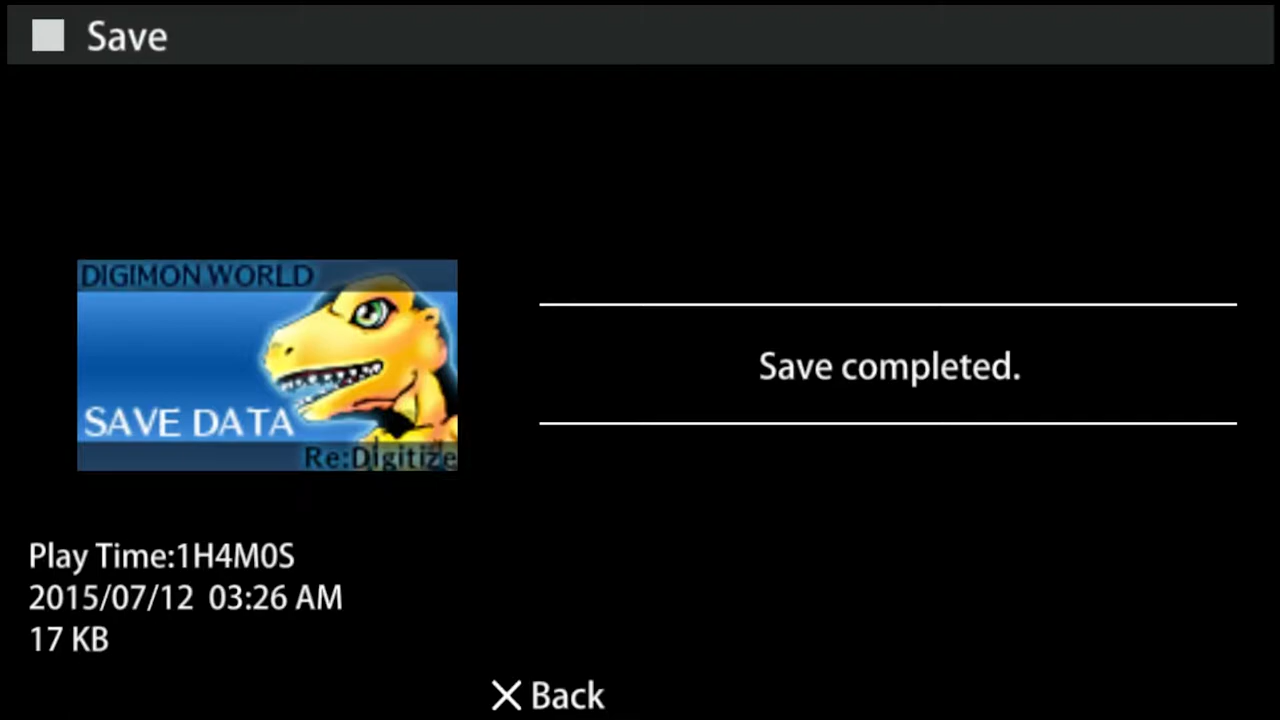 Save
DIGIMON WORLD
SAVE DATA
Re:Digitize
Save completed.
Play Time:1H4M0S
2015/07/12 03:26 AM
17 KB
Back